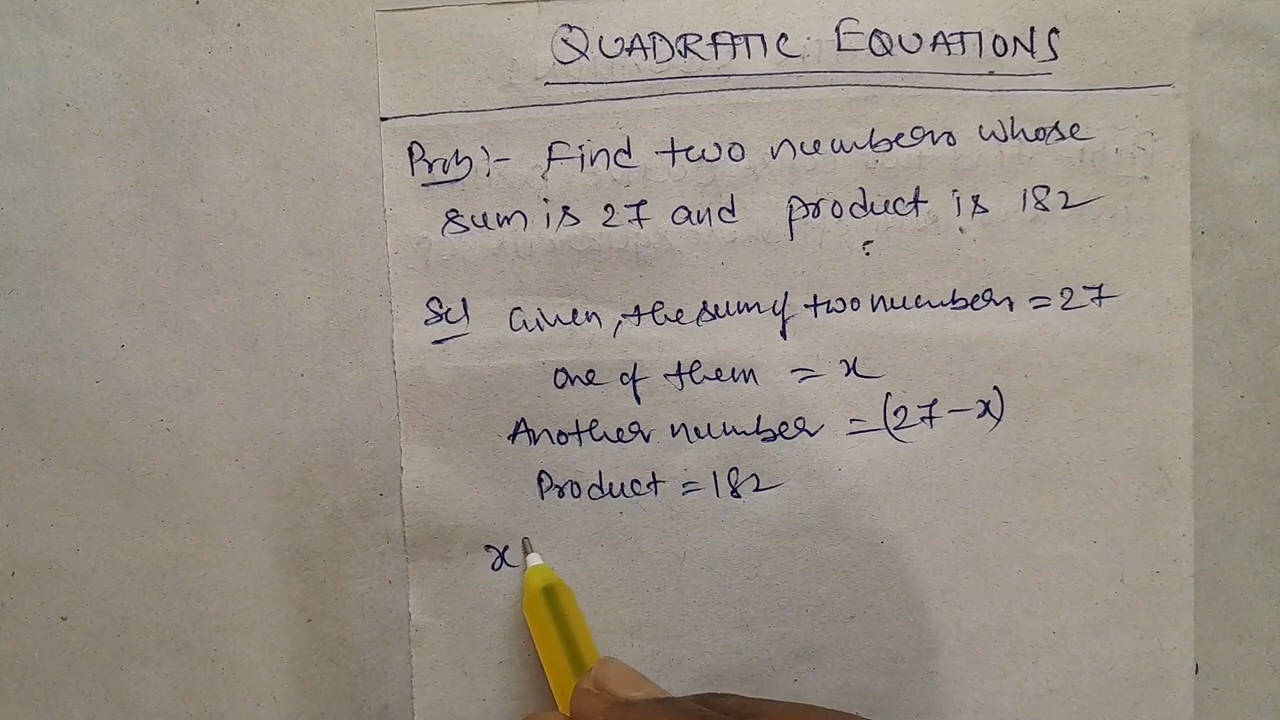 QUADRATIC EQUATIONS
Prob:- Find two numbers whose
sum is 27 and product is 182
?
Sol Given, the sum of two numbers = 27
one of them = x
Another number = (27-x)
Product = 182
x